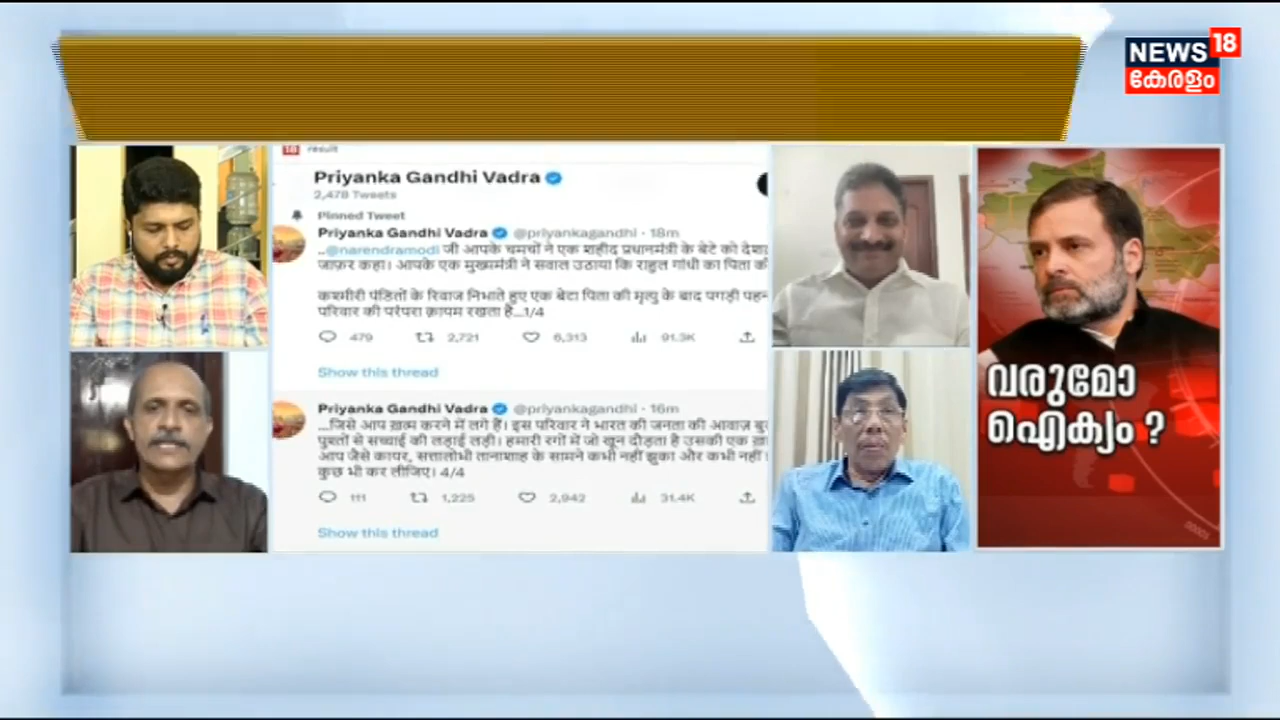 NEWS 18
കേരളം
18 result
Priyanka Gandhi Vadra
2,478 Tweets
Pinned Tweet
Priyanka Gandhi Vadra @priyankagandhi · 18m
..@narendramodi जी आपके चमचों ने एक शहीद प्रधानमंत्री के बेटे को
जाफ़र कहा। आपके एक मुख्यमंत्री ने सवाल उठाया कि राहुल गांधी का पिता
कश्मीरी पंडितों के रिवाज निभाते हुए एक बेटा पिता की मृत्यु के बाद पगड़ी
परिवार की परंपरा क़ायम रखता है...1/4
479 2,721 6,313 91.3K
Show this thread
Priyanka Gandhi Vadra @priyankagandhi · 16m
...जिसे आप ख़त्म करने में लगे हैं। इस परिवार ने भारत की जनता की आवाज़
पुश्तों से सच्चाई की लड़ाई लड़ी। हमारी रगों में जो खून दौड़ता है उसकी एक
आप जैसे कायर, सत्तालोभी तानाशाह के सामने कभी नहीं झुका और कभी नहीं
कुछ भी कर लीजिए। 4/4
111 1,225 2,942 31.4K
Show this thread
വരുമോ
ഐക്യം ?